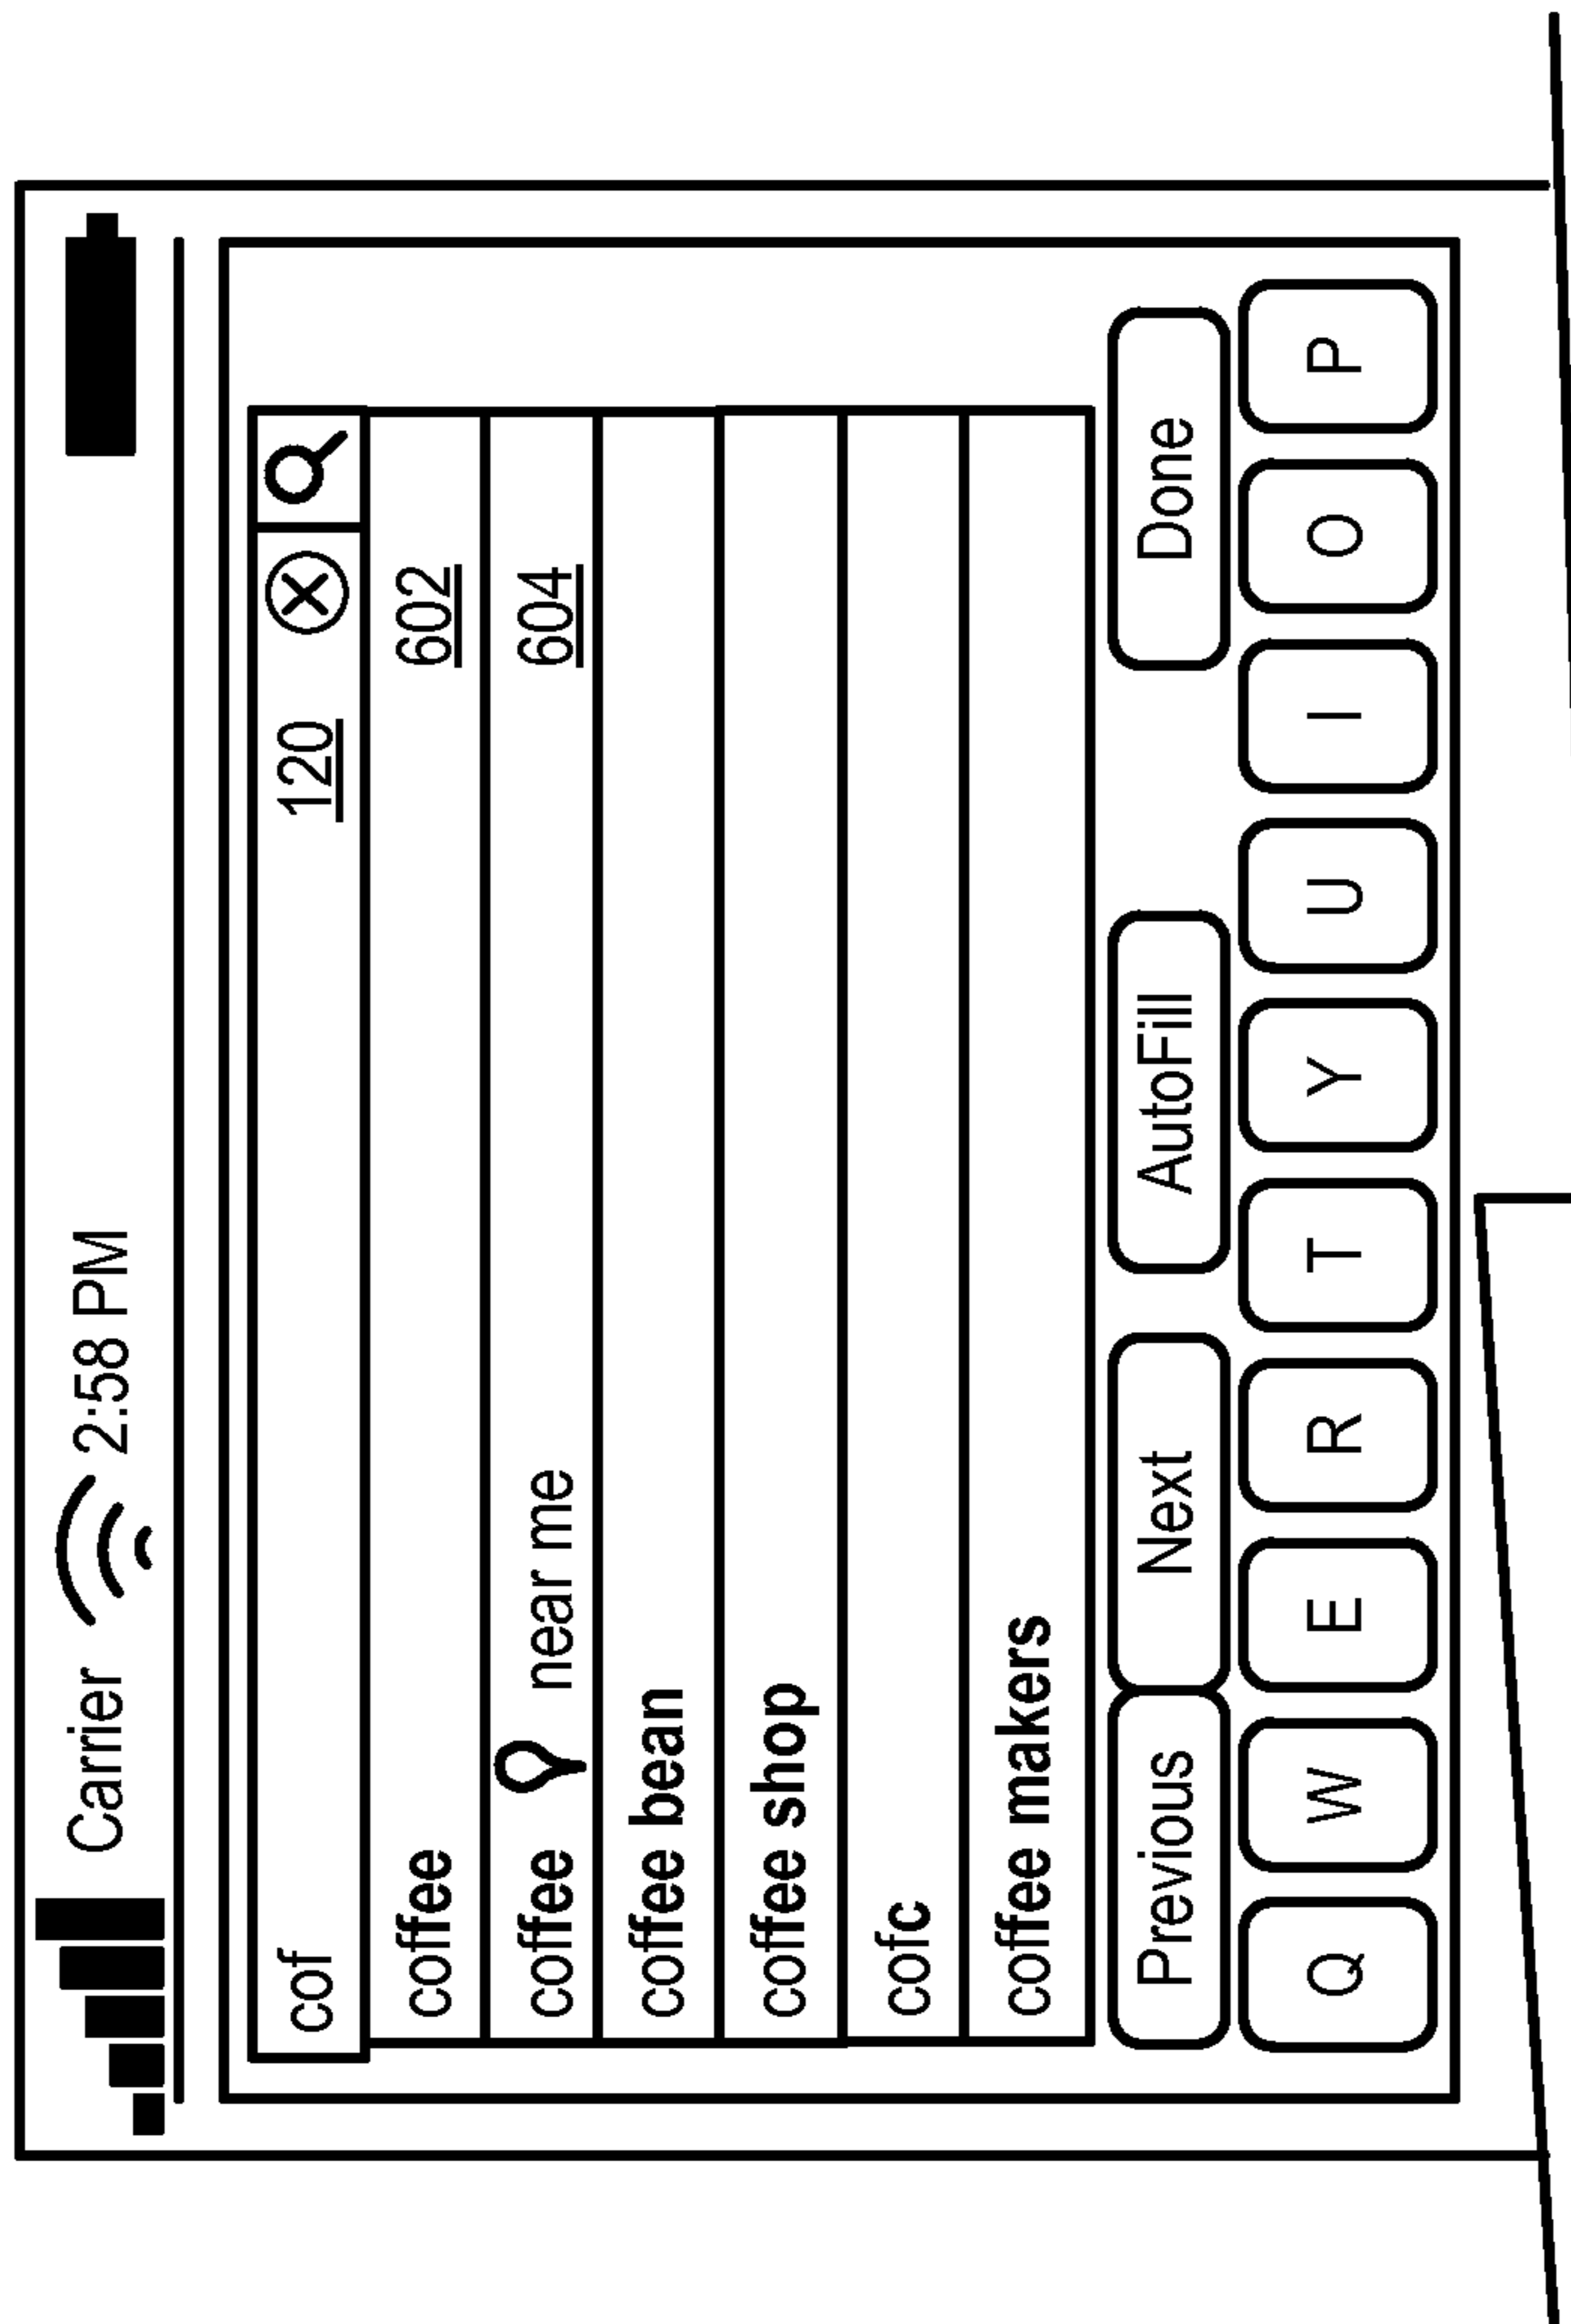 Carrier 2:58 PM
cof 120
coffee 602
coffee near me 604
coffee bean
coffee shop
cofc
coffee makers
Previous Next AutoFill Done
Q W E R T Y U I O P